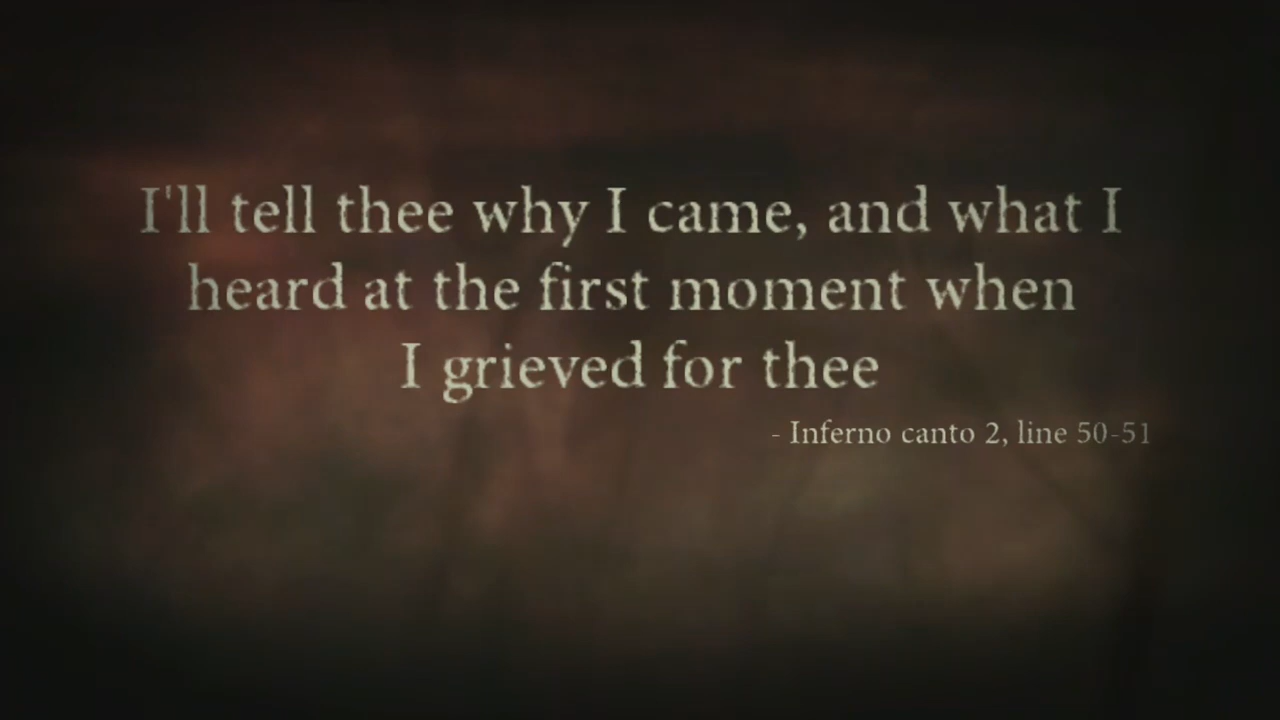 I'll tell thee why I came, and what I
heard at the first moment when
I grieved for thee
- Inferno canto 2, line 50-51